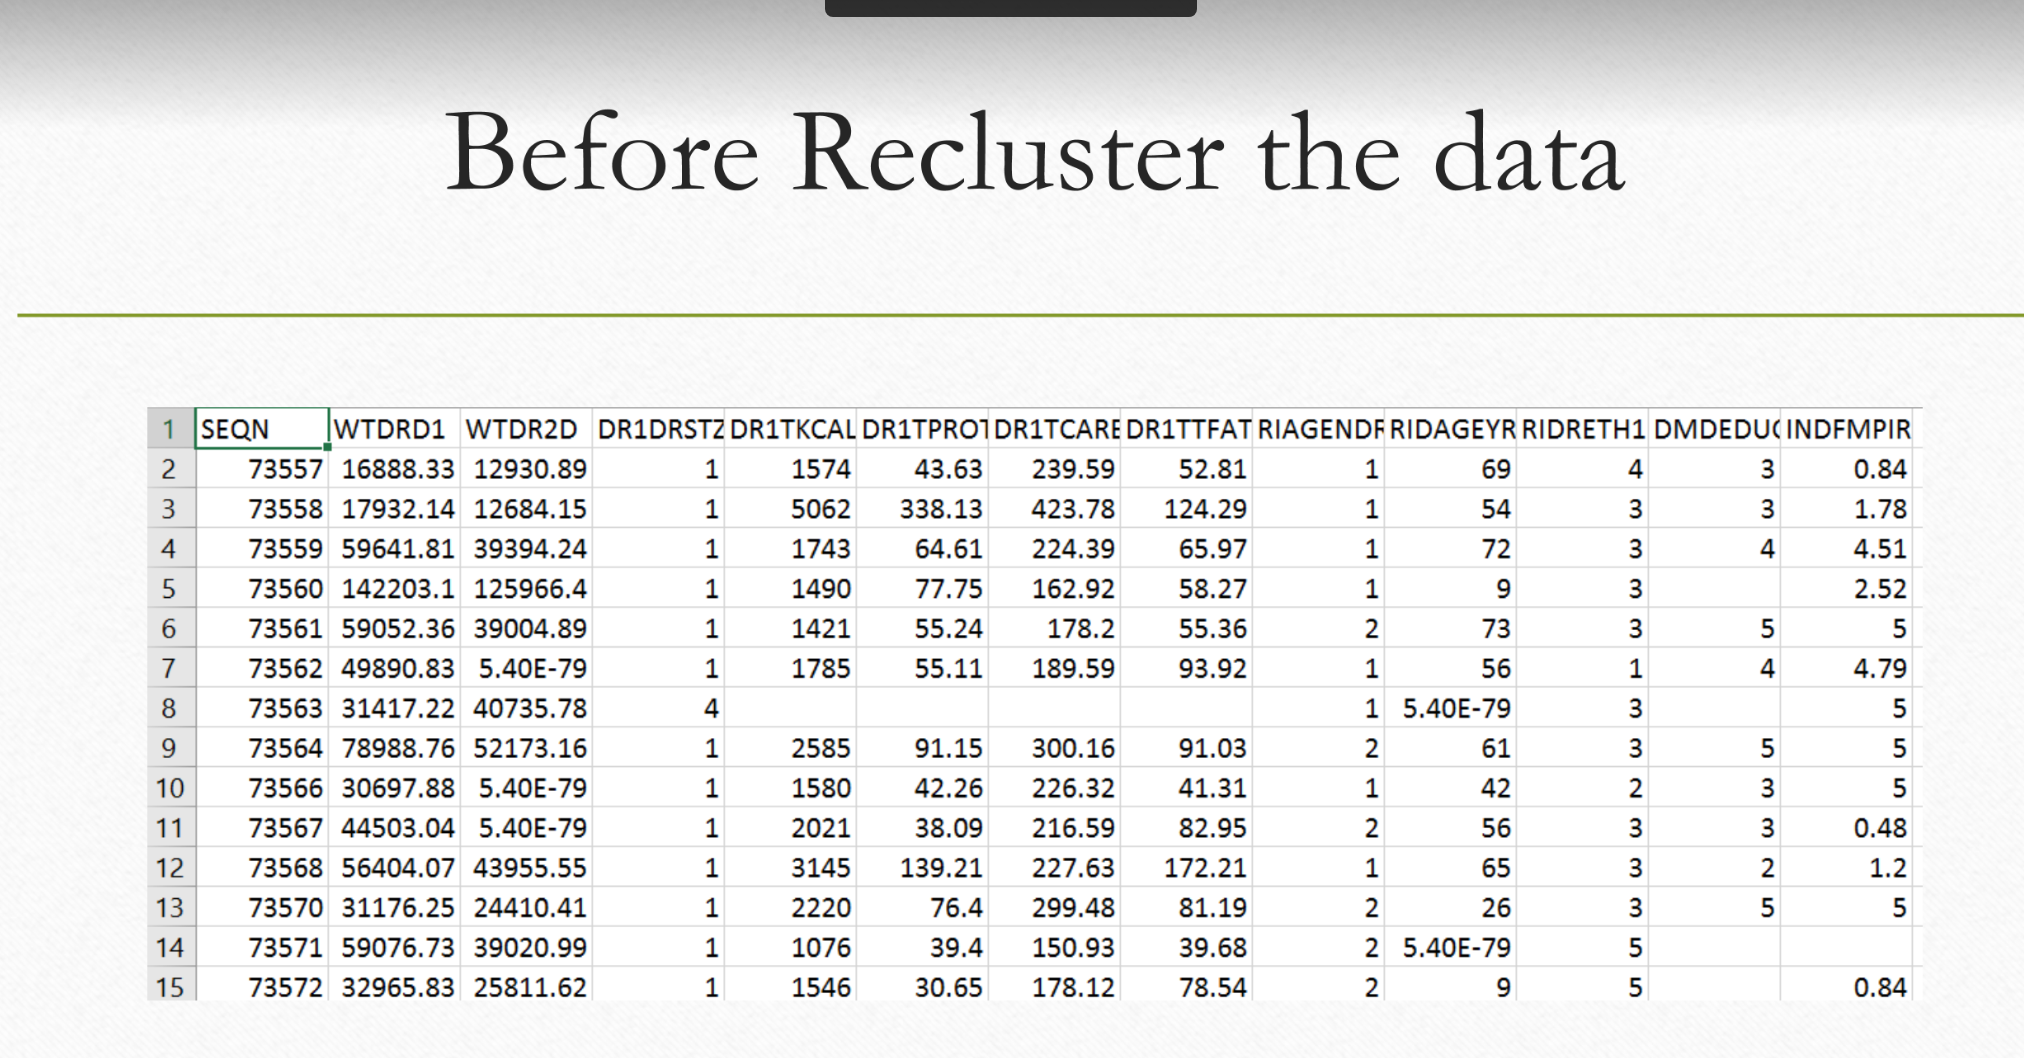 Before Recluster the data
1 SEQN WTDRD1 WTDR2D DR1DRSTZ DR1TKCAL DR1TPROT DR1TCARB DR1TTFAT RIAGENDR RIDAGEYR RIDRETH1 DMDEDUC INDFMPIR
2 73557 16888.33 12930.89 1 1574 43.63 239.59 52.81 1 69 4 3 0.84
3 73558 17932.14 12684.15 1 5062 338.13 423.78 124.29 1 54 3 3 1.78
4 73559 59641.81 39394.24 1 1743 64.61 224.39 65.97 1 72 3 4 4.51
5 73560 142203.1 125966.4 1 1490 77.75 162.92 58.27 1 9 3 2.52
6 73561 59052.36 39004.89 1 1421 55.24 178.2 55.36 2 73 3 5 5
7 73562 49890.83 5.40E-79 1 1785 55.11 189.59 93.92 1 56 1 4 4.79
8 73563 31417.22 40735.78 4 1 5.40E-79 3 5
9 73564 78988.76 52173.16 1 2585 91.15 300.16 91.03 2 61 3 5 5
10 73566 30697.88 5.40E-79 1 1580 42.26 226.32 41.31 1 42 2 3 5
11 73567 44503.04 5.40E-79 1 2021 38.09 216.59 82.95 2 56 3 3 0.48
12 73568 56404.07 43955.55 1 3145 139.21 227.63 172.21 1 65 3 2 1.2
13 73570 31176.25 24410.41 1 2220 76.4 299.48 81.19 2 26 3 5 5
14 73571 59076.73 39020.99 1 1076 39.4 150.93 39.68 2 5.40E-79 5
15 73572 32965.83 25811.62 1 1546 30.65 178.12 78.54 2 9 5 0.84